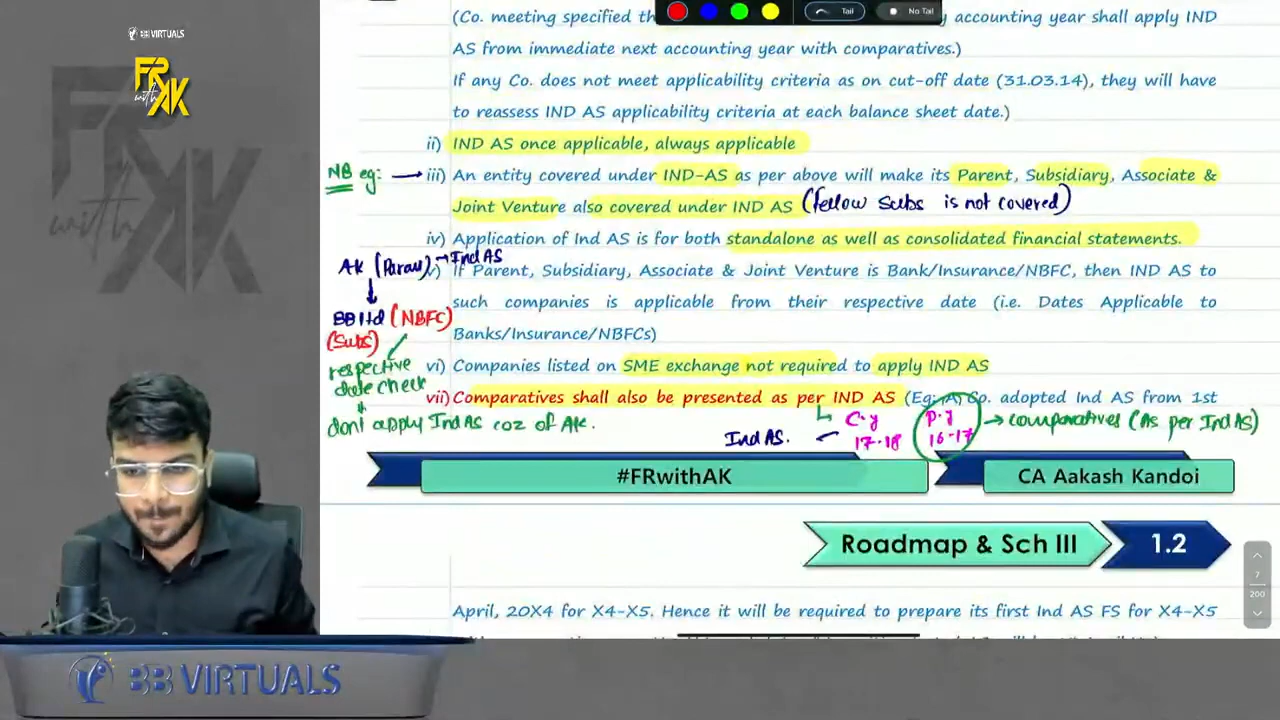 BB VIRTUALS
FR with AK
Tail
No Tail
(Co. meeting specified th
y accounting year shall apply IND
AS from immediate next accounting year with comparatives.)
If any Co. does not meet applicability criteria as on cut-off date (31.03.14), they will have
to reassess IND AS applicability criteria at each balance sheet date.)
ii) IND AS once applicable, always applicable
NB eg:
iii) An entity covered under IND-AS as per above will make its Parent, Subsidiary, Associate &
Joint Venture also covered under IND AS (fellow Subs is not covered)
iv) Application of Ind AS is for both standalone as well as consolidated financial statements.
AK (Parent) → Ind AS
v) If Parent, Subsidiary, Associate & Joint Venture is Bank/Insurance/NBFC, then IND AS to
such companies is applicable from their respective date (i.e. Dates Applicable to
Banks/Insurance/NBFCs)
BB ltd (NBFC)
(Subs)
respective
date check
dont apply Ind AS coz of AK.
vi) Companies listed on SME exchange not required to apply IND AS
vii) Comparatives shall also be presented as per IND AS (Eg: (A) Co. adopted Ind AS from 1st
Ind AS.
C.y
17-18
P.y
16-17
→ comparatives (As per Ind AS)
#FRwithAK
CA Aakash Kandoi
Roadmap & Sch III
1.2
7
200
April, 20X4 for X4-X5. Hence it will be required to prepare its first Ind AS FS for X4-X5
BB VIRTUALS